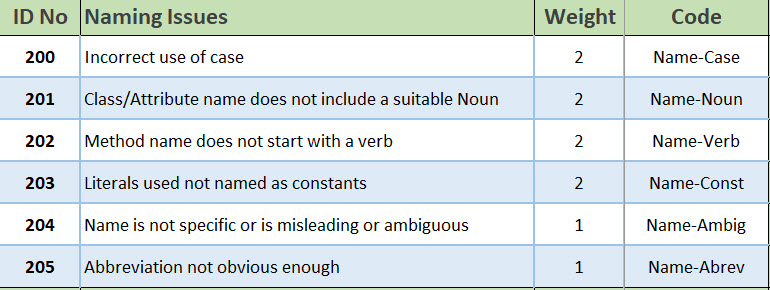 ID No Naming Issues Weight Code
200 Incorrect use of case 2 Name-Case
201 Class/Attribute name does not include a suitable Noun 2 Name-Noun
202 Method name does not start with a verb 2 Name-Verb
203 Literals used not named as constants 2 Name-Const
204 Name is not specific or is misleading or ambiguous 1 Name-Ambig
205 Abbreviation not obvious enough 1 Name-Abrev